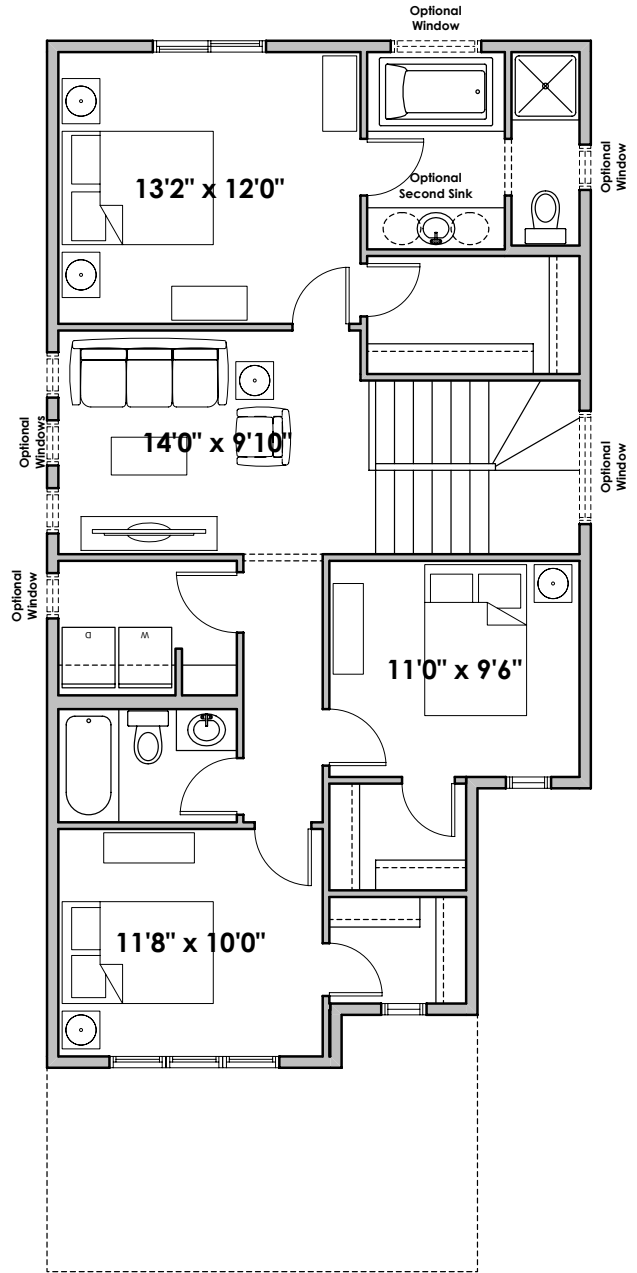 Optional
Window
13'2" x 12'0"
Optional
Second Sink
Optional
Window
14'0" x 9'10"
Optional
Windows
Optional
Window
Optional
Window
D
W
11'0" x 9'6"
11'8" x 10'0"